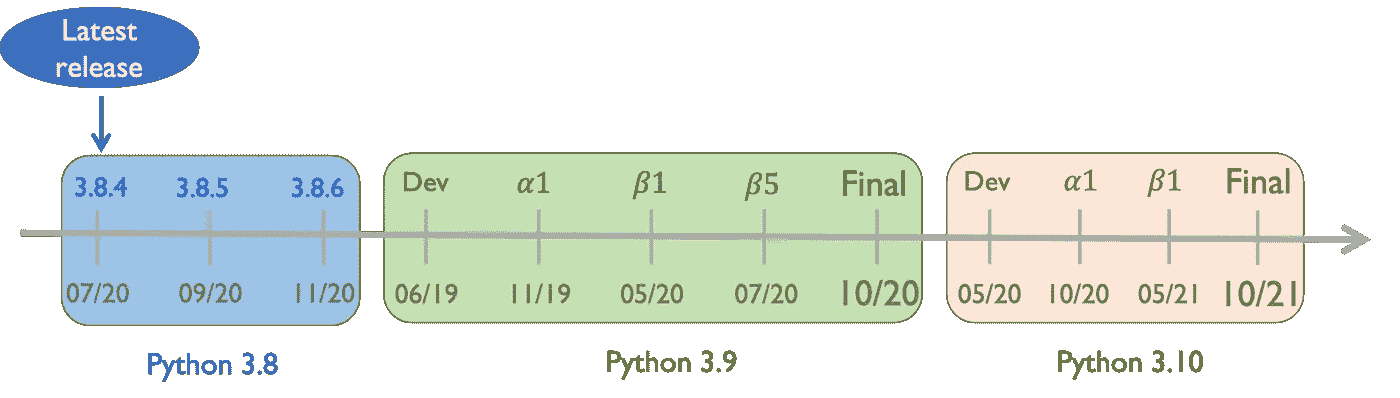 Latest
release
3.8.4 3.8.5 3.8.6 Dev α1 β1 β5 Final Dev α1 β1 Final
07/20 09/20 11/20 06/19 11/19 05/20 07/20 10/20 05/20 10/20 05/21 10/21
Python 3.8 Python 3.9 Python 3.10